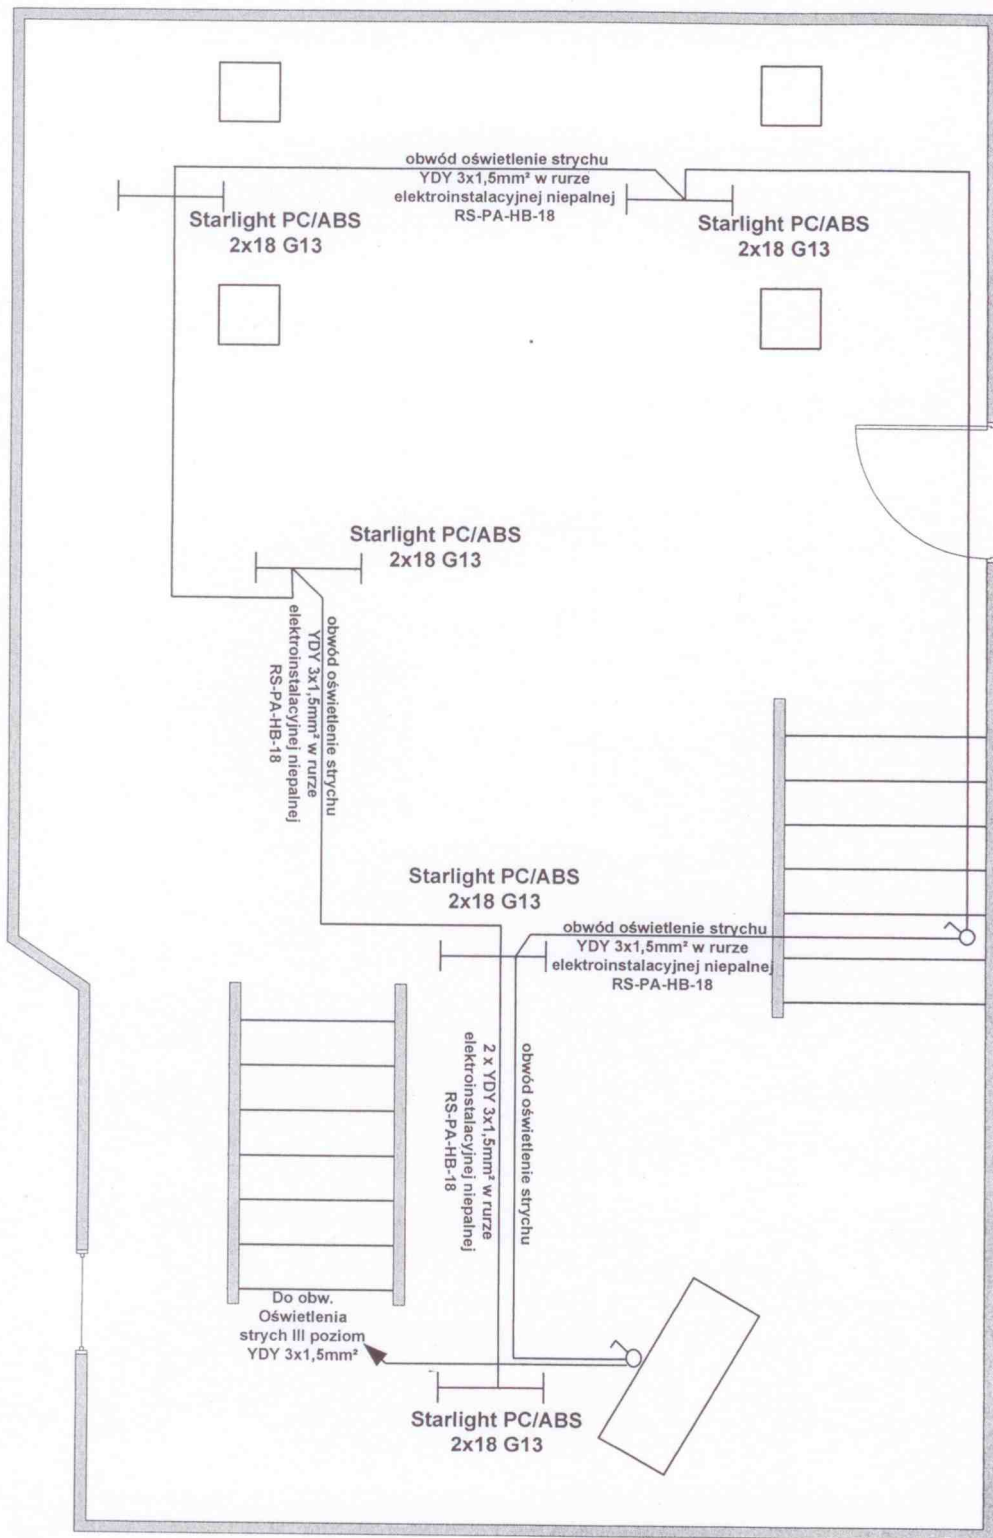 obwód oświetlenie strychu
YDY 3x1,5mm² w rurze
elektroinstalacyjnej niepalnej
RS-PA-HB-18
Starlight PC/ABS
2x18 G13
Starlight PC/ABS
2x18 G13
Starlight PC/ABS
2x18 G13
obwód oświetlenie strychu
YDY 3x1,5mm² w rurze
elektroinstalacyjnej niepalnej
RS-PA-HB-18
Starlight PC/ABS
2x18 G13
obwód oświetlenie strychu
YDY 3x1,5mm² w rurze
elektroinstalacyjnej niepalnej
RS-PA-HB-18
obwód oświetlenie strychu
2 x YDY 3x1,5mm² w rurze
elektroinstalacyjnej niepalnej
RS-PA-HB-18
Do obw.
Oświetlenia
strych III poziom
YDY 3x1,5mm²
Starlight PC/ABS
2x18 G13